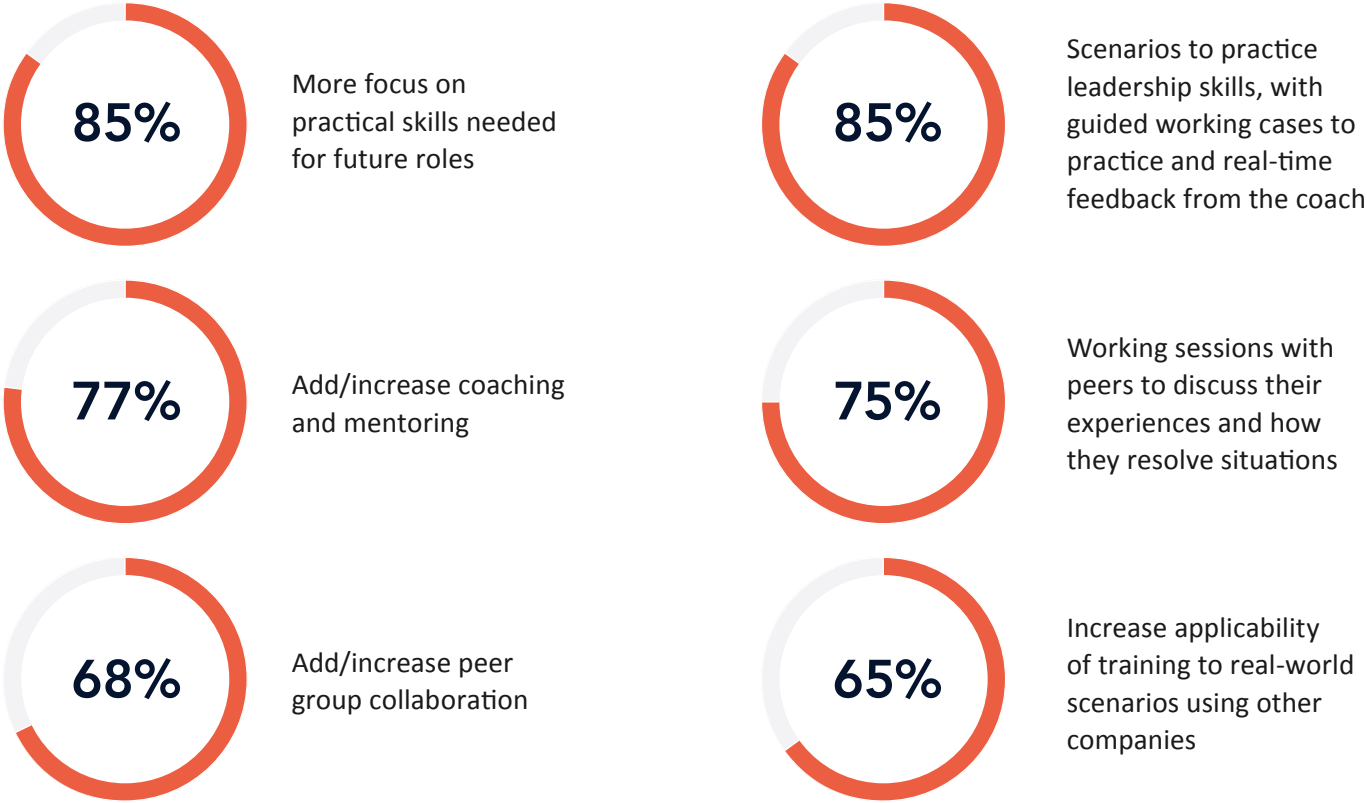 85%
More focus on
practical skills needed
for future roles
85%
Scenarios to practice
leadership skills, with
guided working cases to
practice and real-time
feedback from the coach
77%
Add/increase coaching
and mentoring
75%
Working sessions with
peers to discuss their
experiences and how
they resolve situations
68%
Add/increase peer
group collaboration
65%
Increase applicability
of training to real-world
scenarios using other
companies